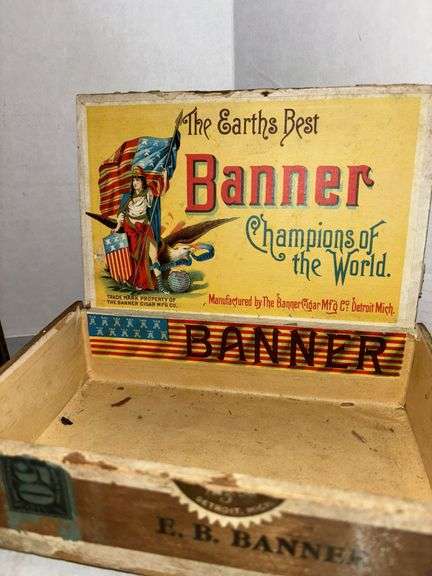 The Earths Best
Banner
Champions of
the World.
TRADE MARK PROPERTY OF
THE BANNER CIGAR MFG CO.
Manufactured by The Banner Cigar M'f'g Co Detroit Mich.
BANNER
50
DETROIT, MICH.
E. B. BANNER